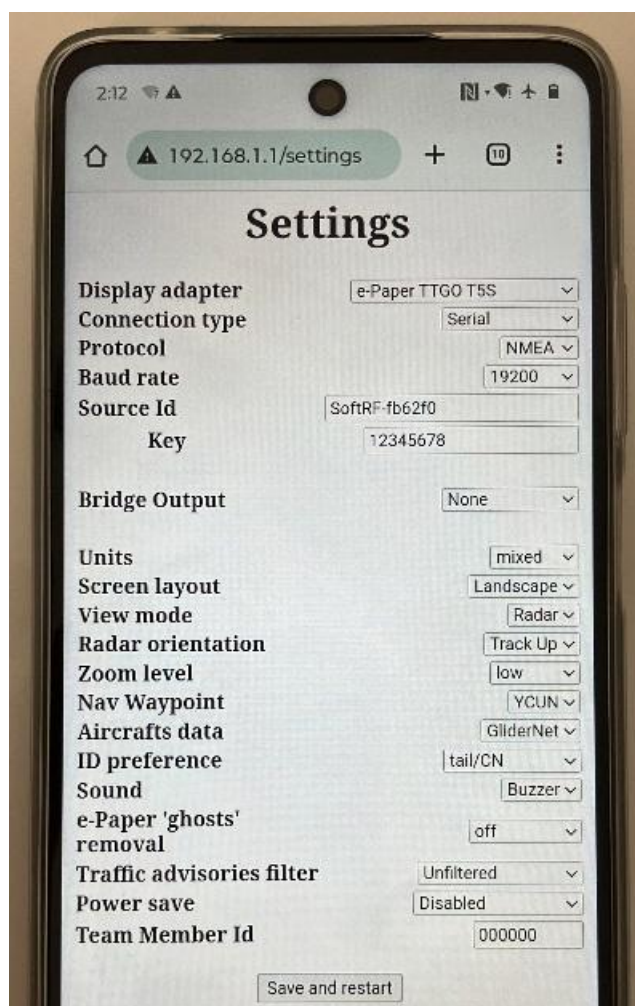 2:12
192.168.1.1/settings
10
Settings
Display adapter e-Paper TTGO T5S
Connection type Serial
Protocol NMEA
Baud rate 19200
Source Id SoftRF-fb62f0
Key 12345678
Bridge Output None
Units mixed
Screen layout Landscape
View mode Radar
Radar orientation Track Up
Zoom level low
Nav Waypoint YCUN
Aircrafts data GliderNet
ID preference tail/CN
Sound Buzzer
e-Paper 'ghosts'
removal off
Traffic advisories filter Unfiltered
Power save Disabled
Team Member Id 000000
Save and restart